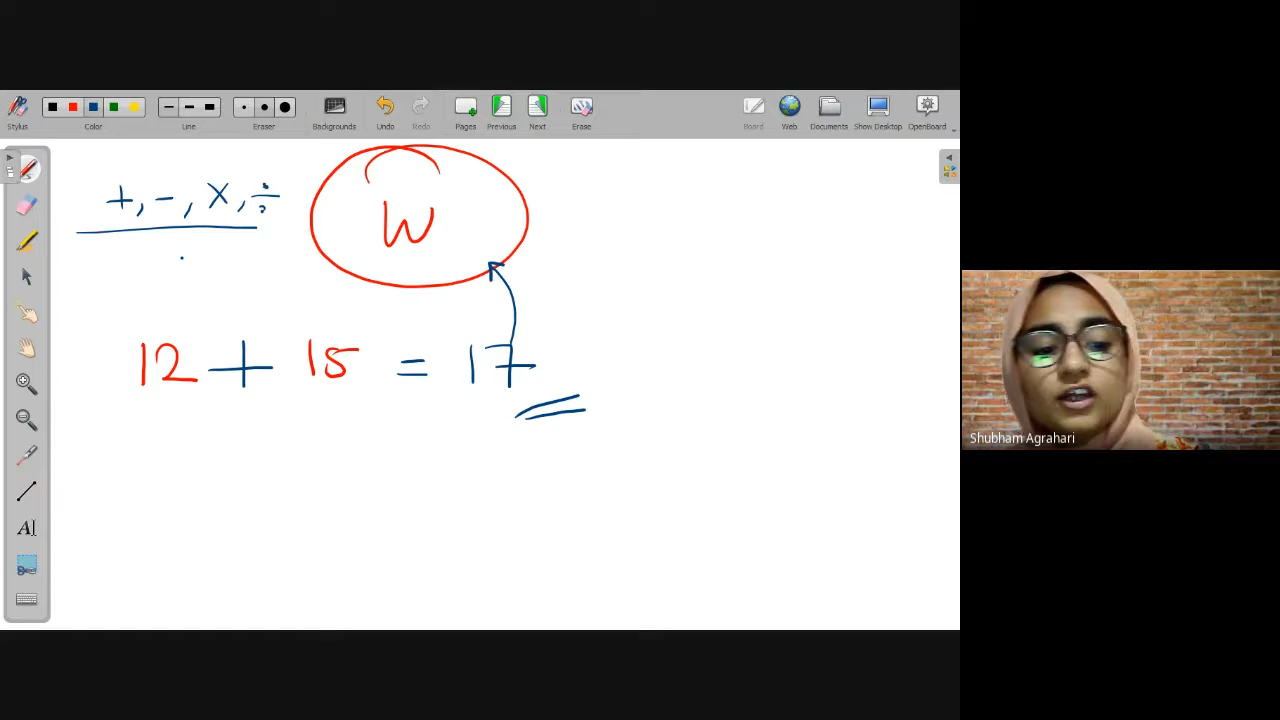 Stylus Color Line Eraser Backgrounds Undo Redo Pages Previous Next Erase Board Web Documents Show Desktop OpenBoard
+, -, ×, ÷
W
12 + 15 = 17
Shubham Agrahari